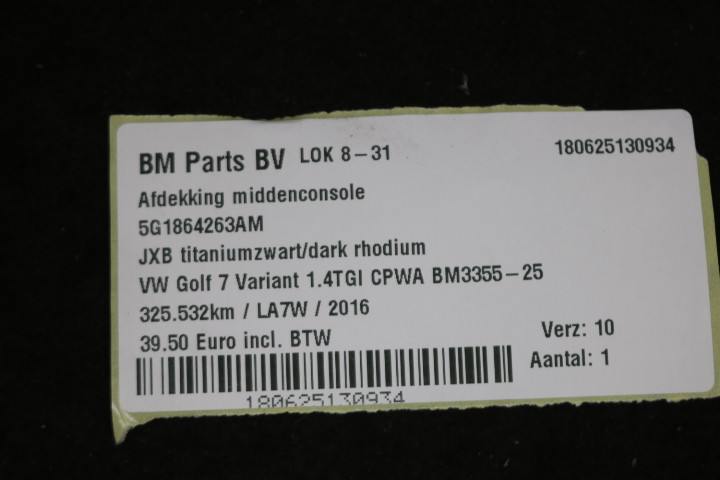 BM Parts BV LOK 8-31 180625130934
Afdekking middenconsole
5G1864263AM
JXB titaniumzwart/dark rhodium
VW Golf 7 Variant 1.4TGI CPWA BM3355-25
325.532km / LA7W / 2016
39.50 Euro incl. BTW Verz: 10
Aantal: 1
180625130934